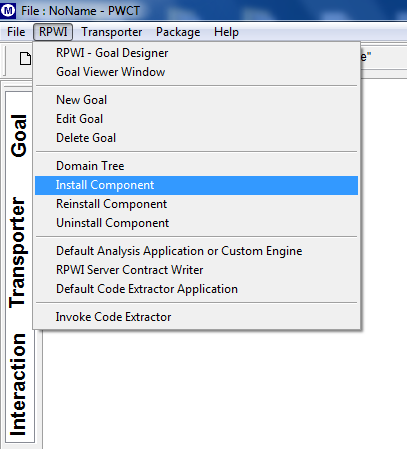 File : NoName - PWCT
File RPWI Transporter Package Help
RPWI - Goal Designer
Goal Viewer Window
New Goal
Edit Goal
Delete Goal
Domain Tree
Install Component
Reinstall Component
Uninstall Component
Default Analysis Application or Custom Engine
RPWI Server Contract Writer
Default Code Extractor Application
Invoke Code Extractor
Goal
Transporter
Interaction